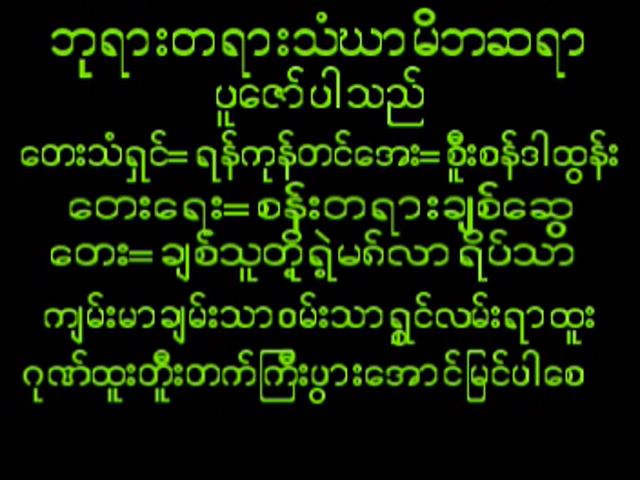 ဘုရားတရားသံဃာ မိဘဆရာ
ပူဇော်ပါသည်
တေးသံရှင်= ရန်ကုန်တင်အေး= စိူးစန်ဒါထွန်း
တေးရေး= စန်းတရားချစ်ဆွေ
တေး= ချစ်သူတို့ရဲ့မင်္ဂလာ ရိပ်သာ
ကျမ်းမာချမ်းသာဝမ်းသာရွှင်လမ်းရာထူး
ဂုဏ်ထူးတိူးတက်ကြီးပွားအောင်မြင်ပါစေ